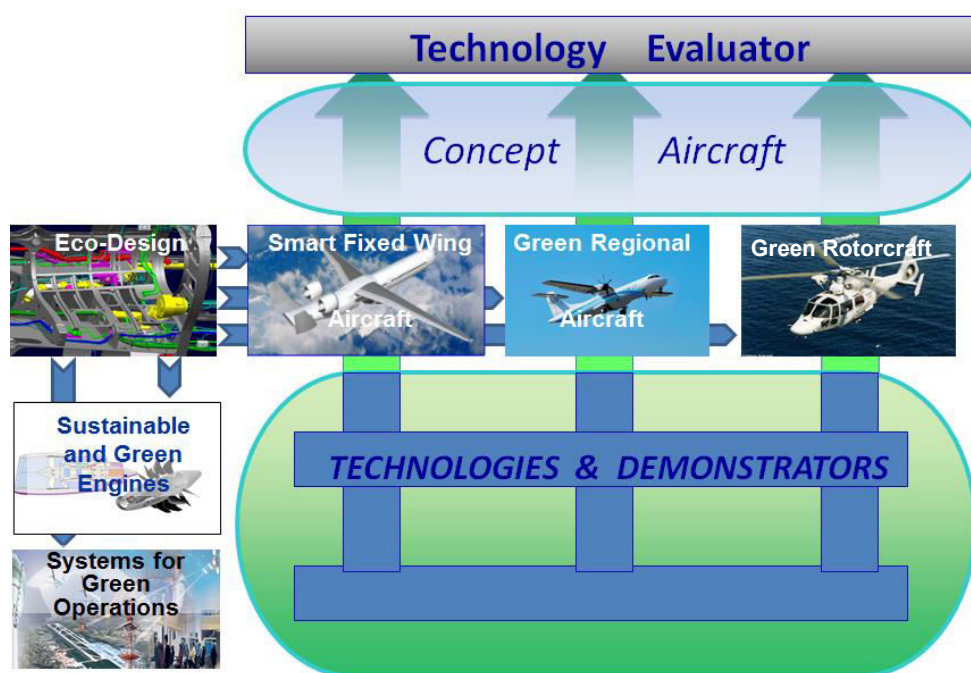 Technology Evaluator
Concept Aircraft
Eco-Design
Smart Fixed Wing
Aircraft
Green Regional
Aircraft
Green Rotorcraft
Sustainable
and Green
Engines
TECHNOLOGIES & DEMONSTRATORS
Systems for
Green
Operations